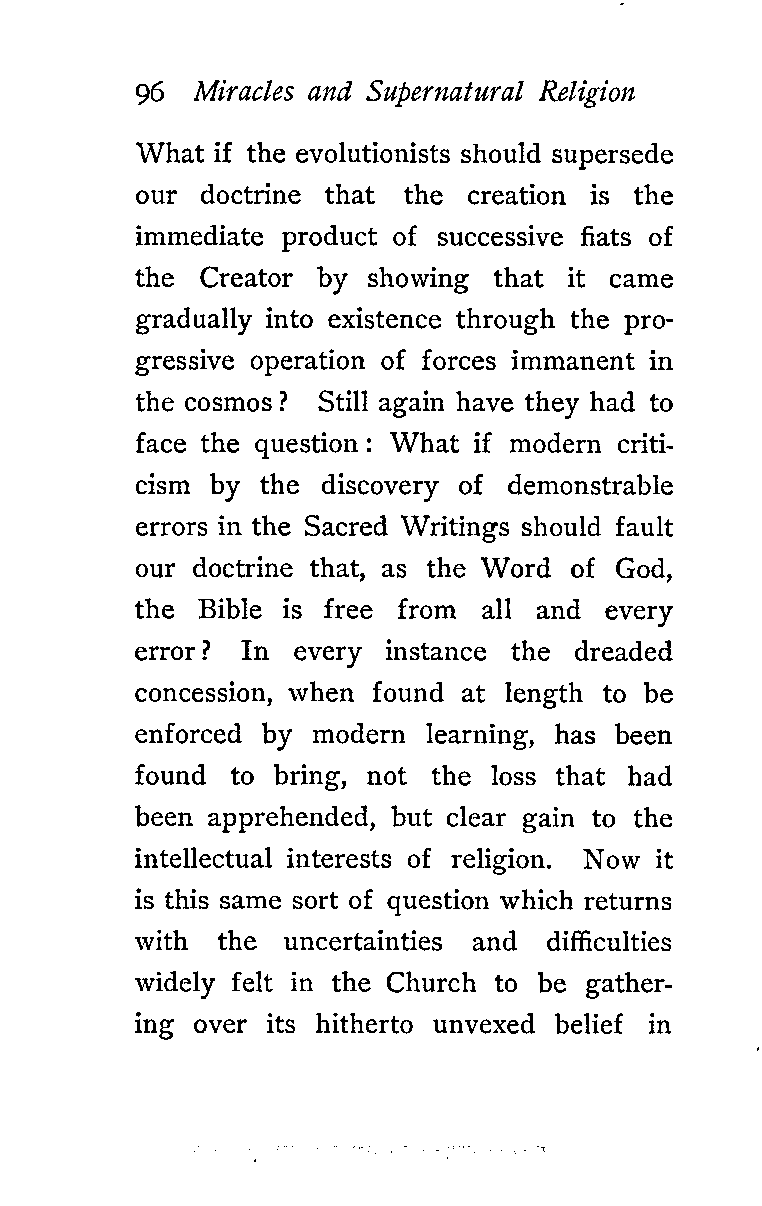 96 Miracles and Supernatural Religion
What if the evolutionists should supersede
our doctrine that the creation is the
immediate product of successive fiats of
the Creator by showing that it came
gradually into existence through the pro-
gressive operation of forces immanent in
the cosmos? Still again have they had to
face the question: What if modern criti-
cism by the discovery of demonstrable
errors in the Sacred Writings should fault
our doctrine that, as the Word of God,
the Bible is free from all and every
error? In every instance the dreaded
concession, when found at length to be
enforced by modern learning, has been
found to bring, not the loss that had
been apprehended, but clear gain to the
intellectual interests of religion. Now it
is this same sort of question which returns
with the uncertainties and difficulties
widely felt in the Church to be gather-
ing over its hitherto unvexed belief in